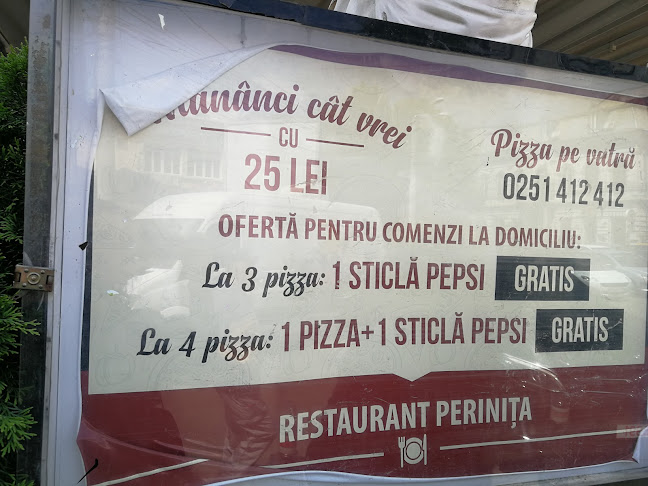 Mănânci cât vrei
CU
25 LEI
Pizza pe vatră
0251 412 412
OFERTĂ PENTRU COMENZI LA DOMICILIU:
La 3 pizza: 1 STICLĂ PEPSI GRATIS
La 4 pizza: 1 PIZZA+1 STICLĂ PEPSI GRATIS
RESTAURANT PERINIȚA